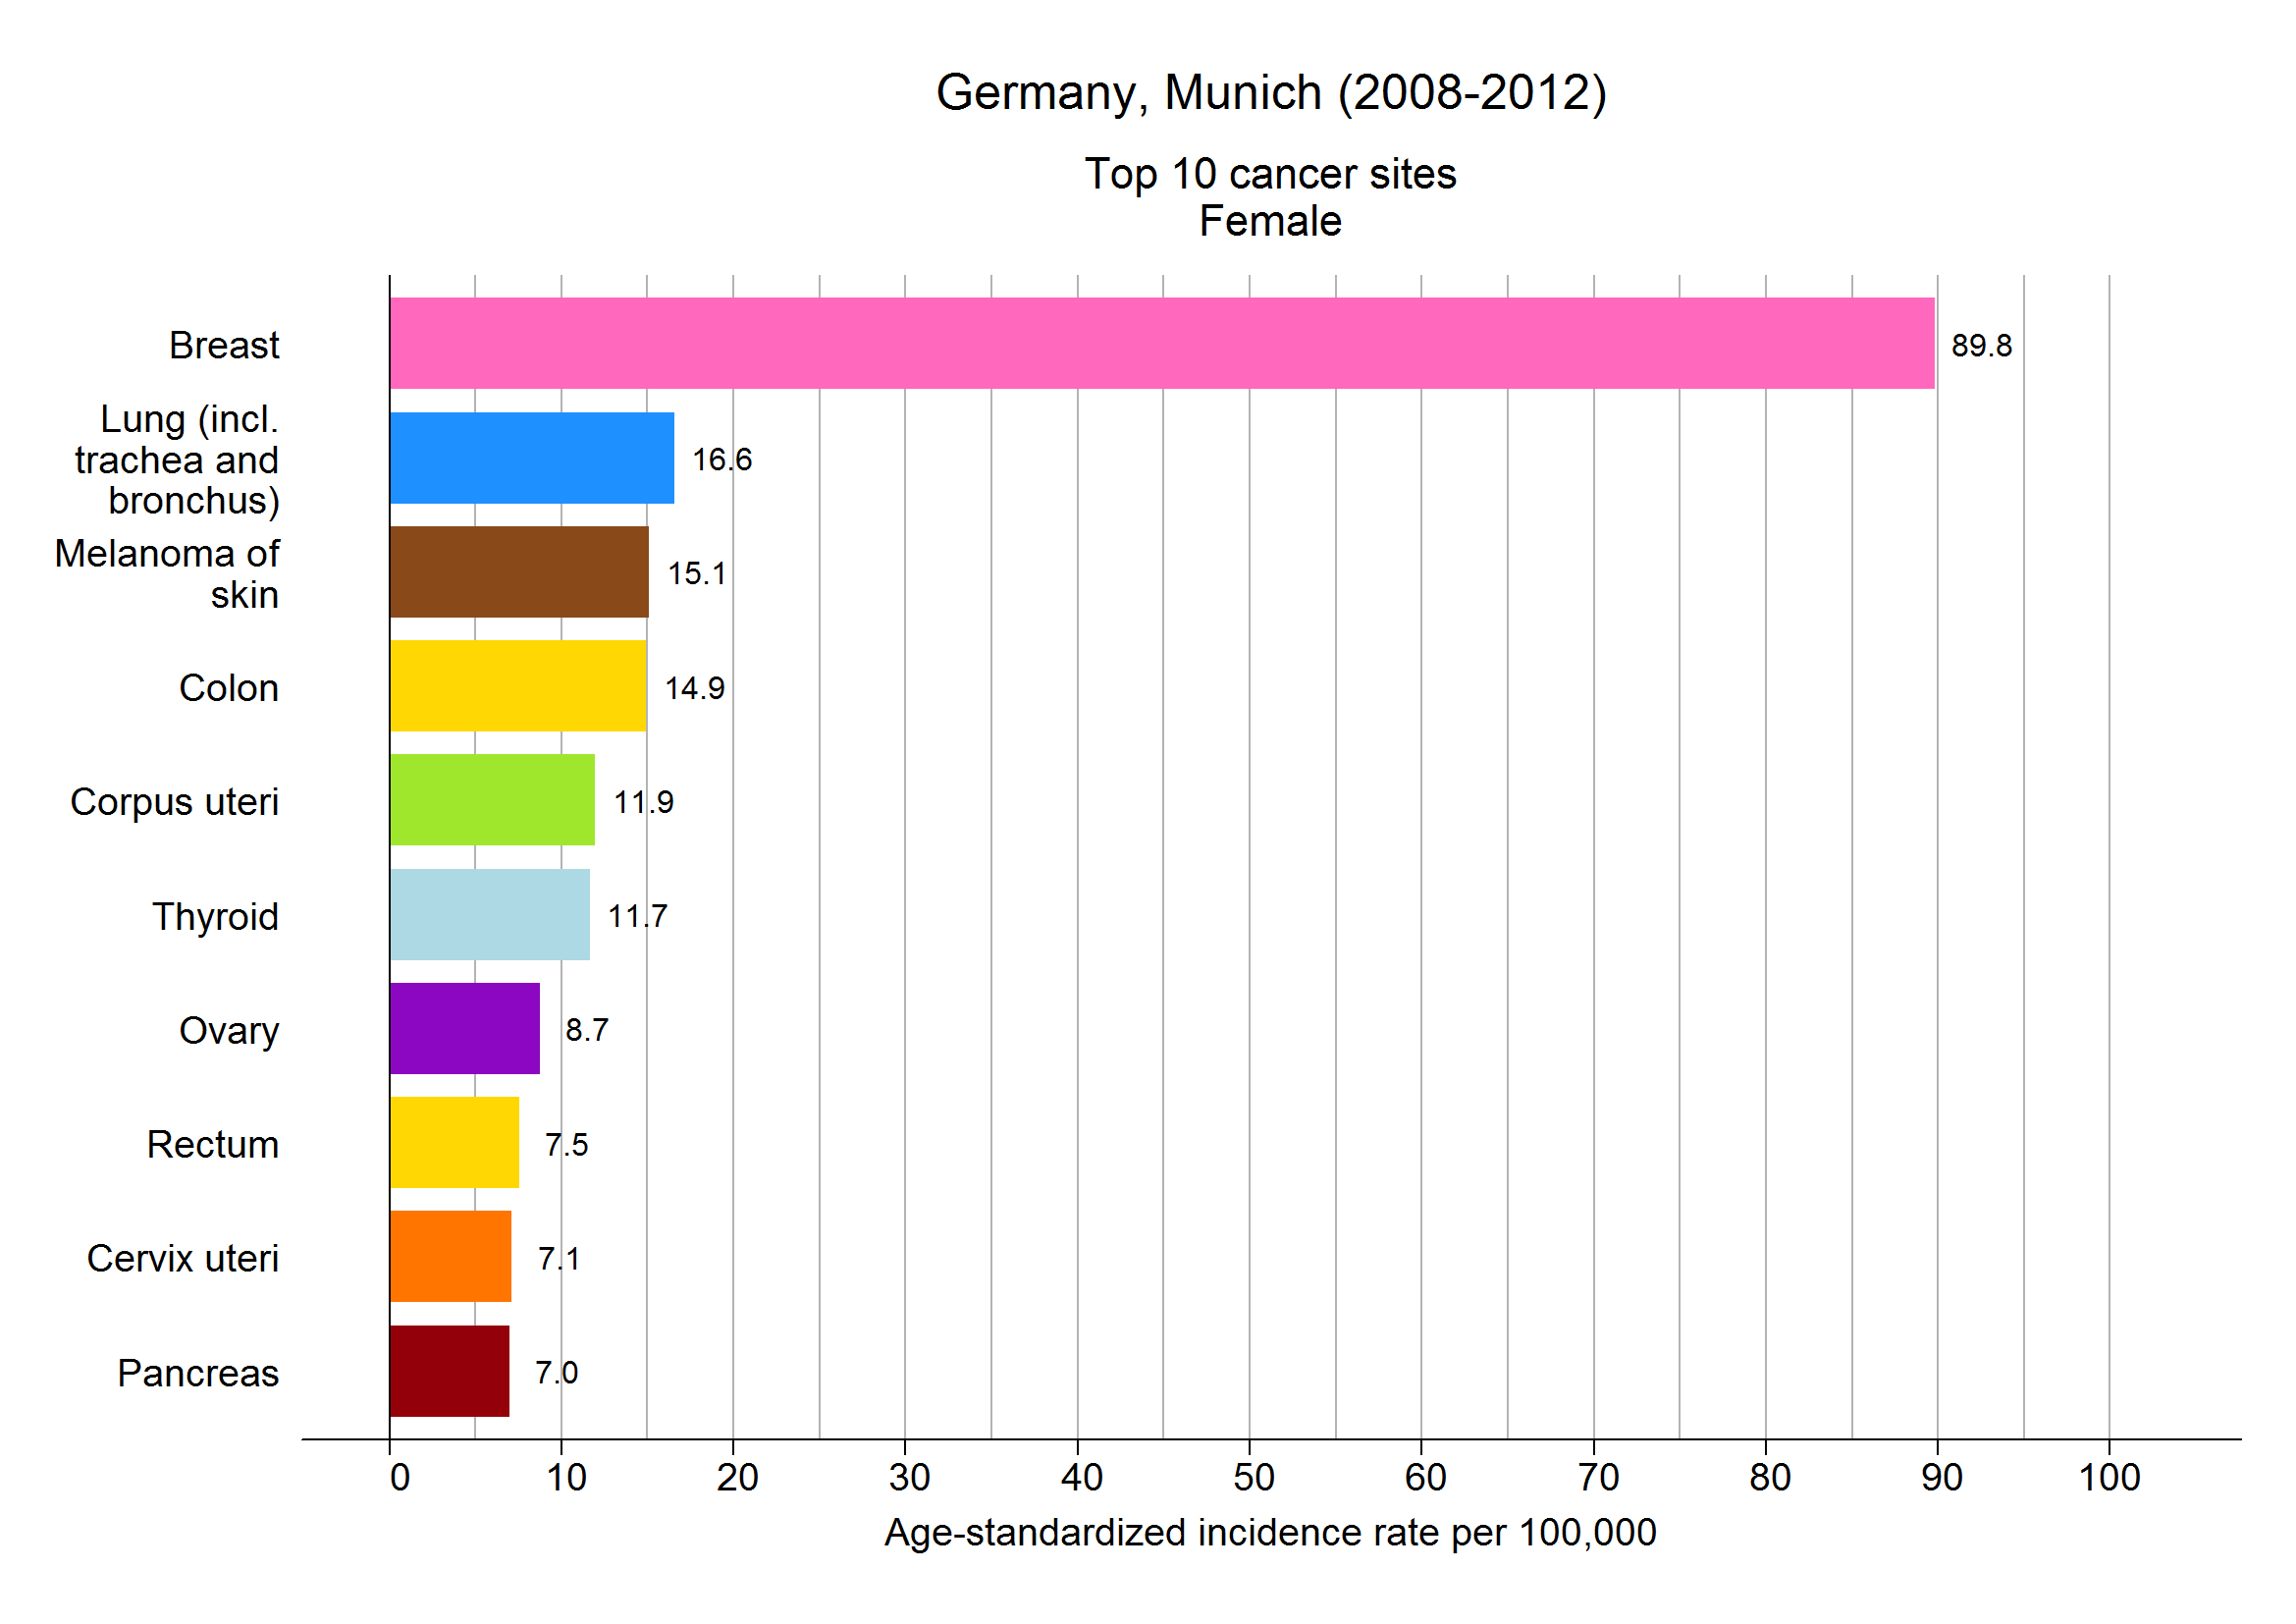 Germany, Munich (2008-2012)
Top 10 cancer sites
Female
Breast
89.8
Lung (incl.
trachea and
bronchus)
16.6
Melanoma of
skin
15.1
Colon
14.9
Corpus uteri
11.9
Thyroid
11.7
Ovary
8.7
Rectum
7.5
Cervix uteri
7.1
Pancreas
7.0
0 10 20 30 40 50 60 70 80 90 100
Age-standardized incidence rate per 100,000